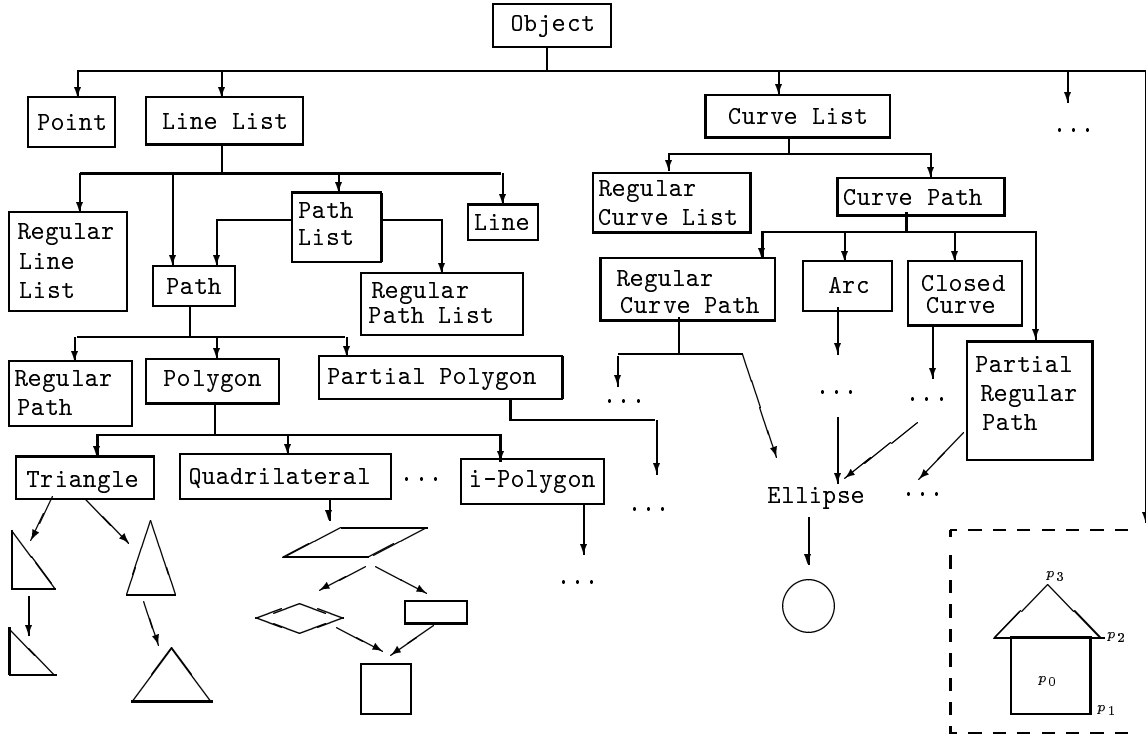 Object
Point
Line List
Curve List
. . .
Regular
Line
List
Path
List
Line
Regular
Curve List
Curve Path
Path
Regular
Path List
Regular
Curve Path
Arc
Closed
Curve
Regular
Path
Polygon
Partial Polygon
Partial
Regular
Path
. . .
. . .
. . .
Triangle
Quadrilateral
. . .
i-Polygon
. . .
Ellipse
. . .
. . .
p3
p2
p0
p1